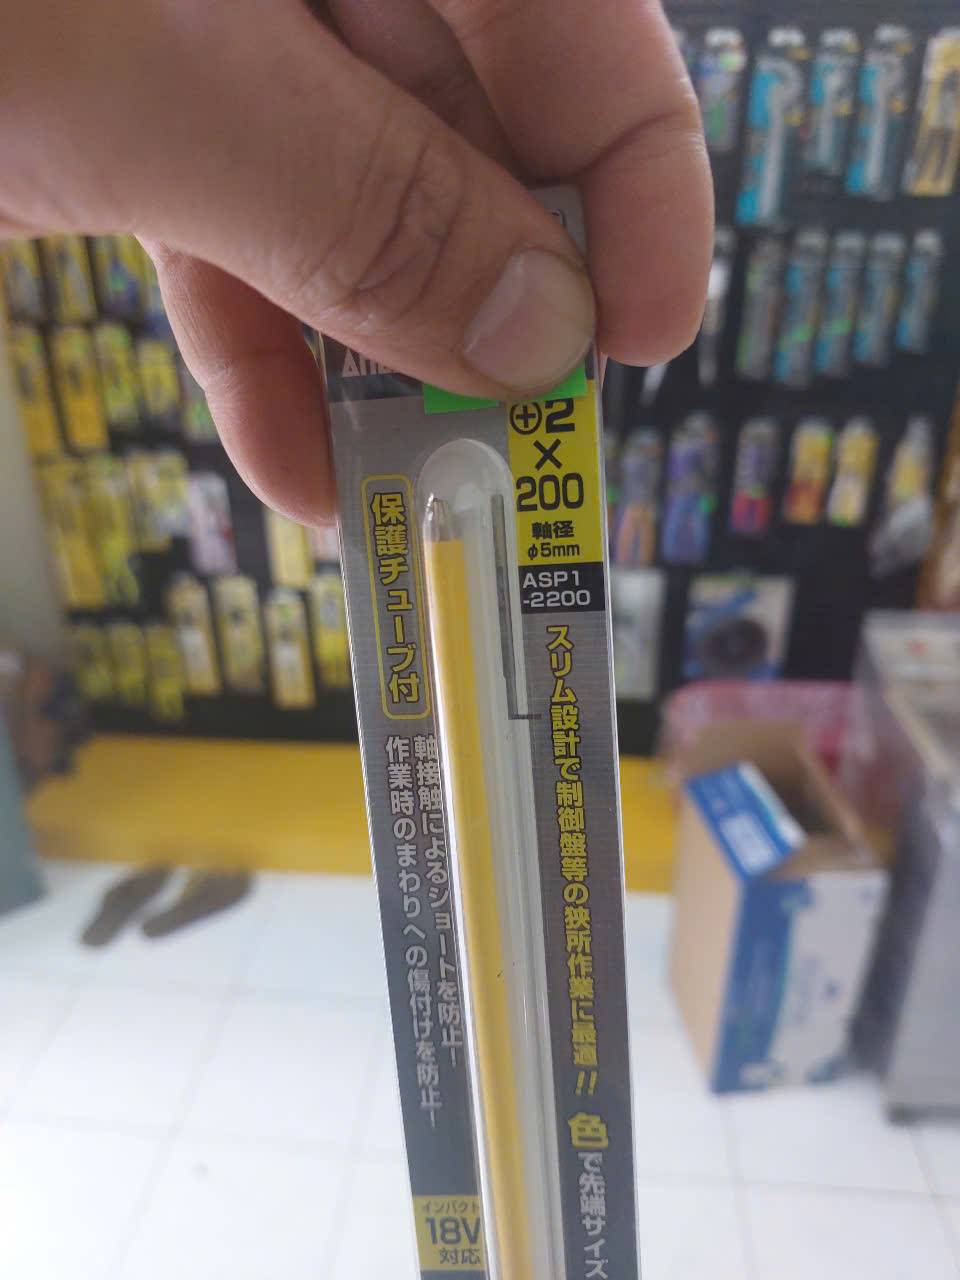 ⊕2
×
200
軸径
φ5mm
ASP1
-2200
保護チューブ付
軸接触によるショートを防止!
作業時のまわりへの傷付けを防止!
スリム設計で制御盤等の狭所作業に最適!!
色で先端サイズ
インパクト
18V
対応